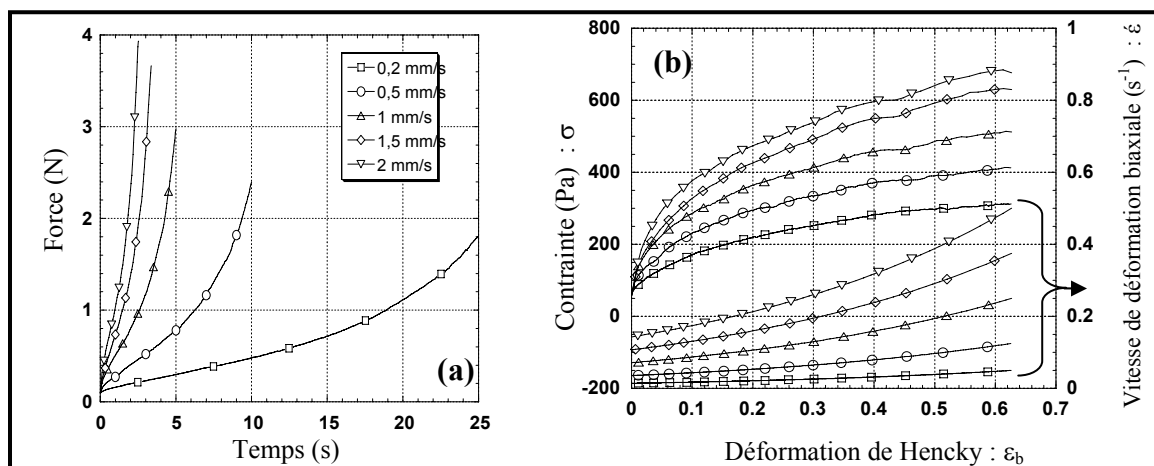 (a)
Force (N)
4
3
2
1
0
0
5
10
15
20
25
Temps (s)
0,2 mm/s
0,5 mm/s
1 mm/s
1,5 mm/s
2 mm/s
(b)
Contrainte (Pa) : σ
800
600
400
200
0
-200
0
0.1
0.2
0.3
0.4
0.5
0.6
0.7
Déformation de Hencky : εb
1
0.8
0.6
0.4
0.2
0
Vitesse de déformation biaxiale (s-1) : ε̇